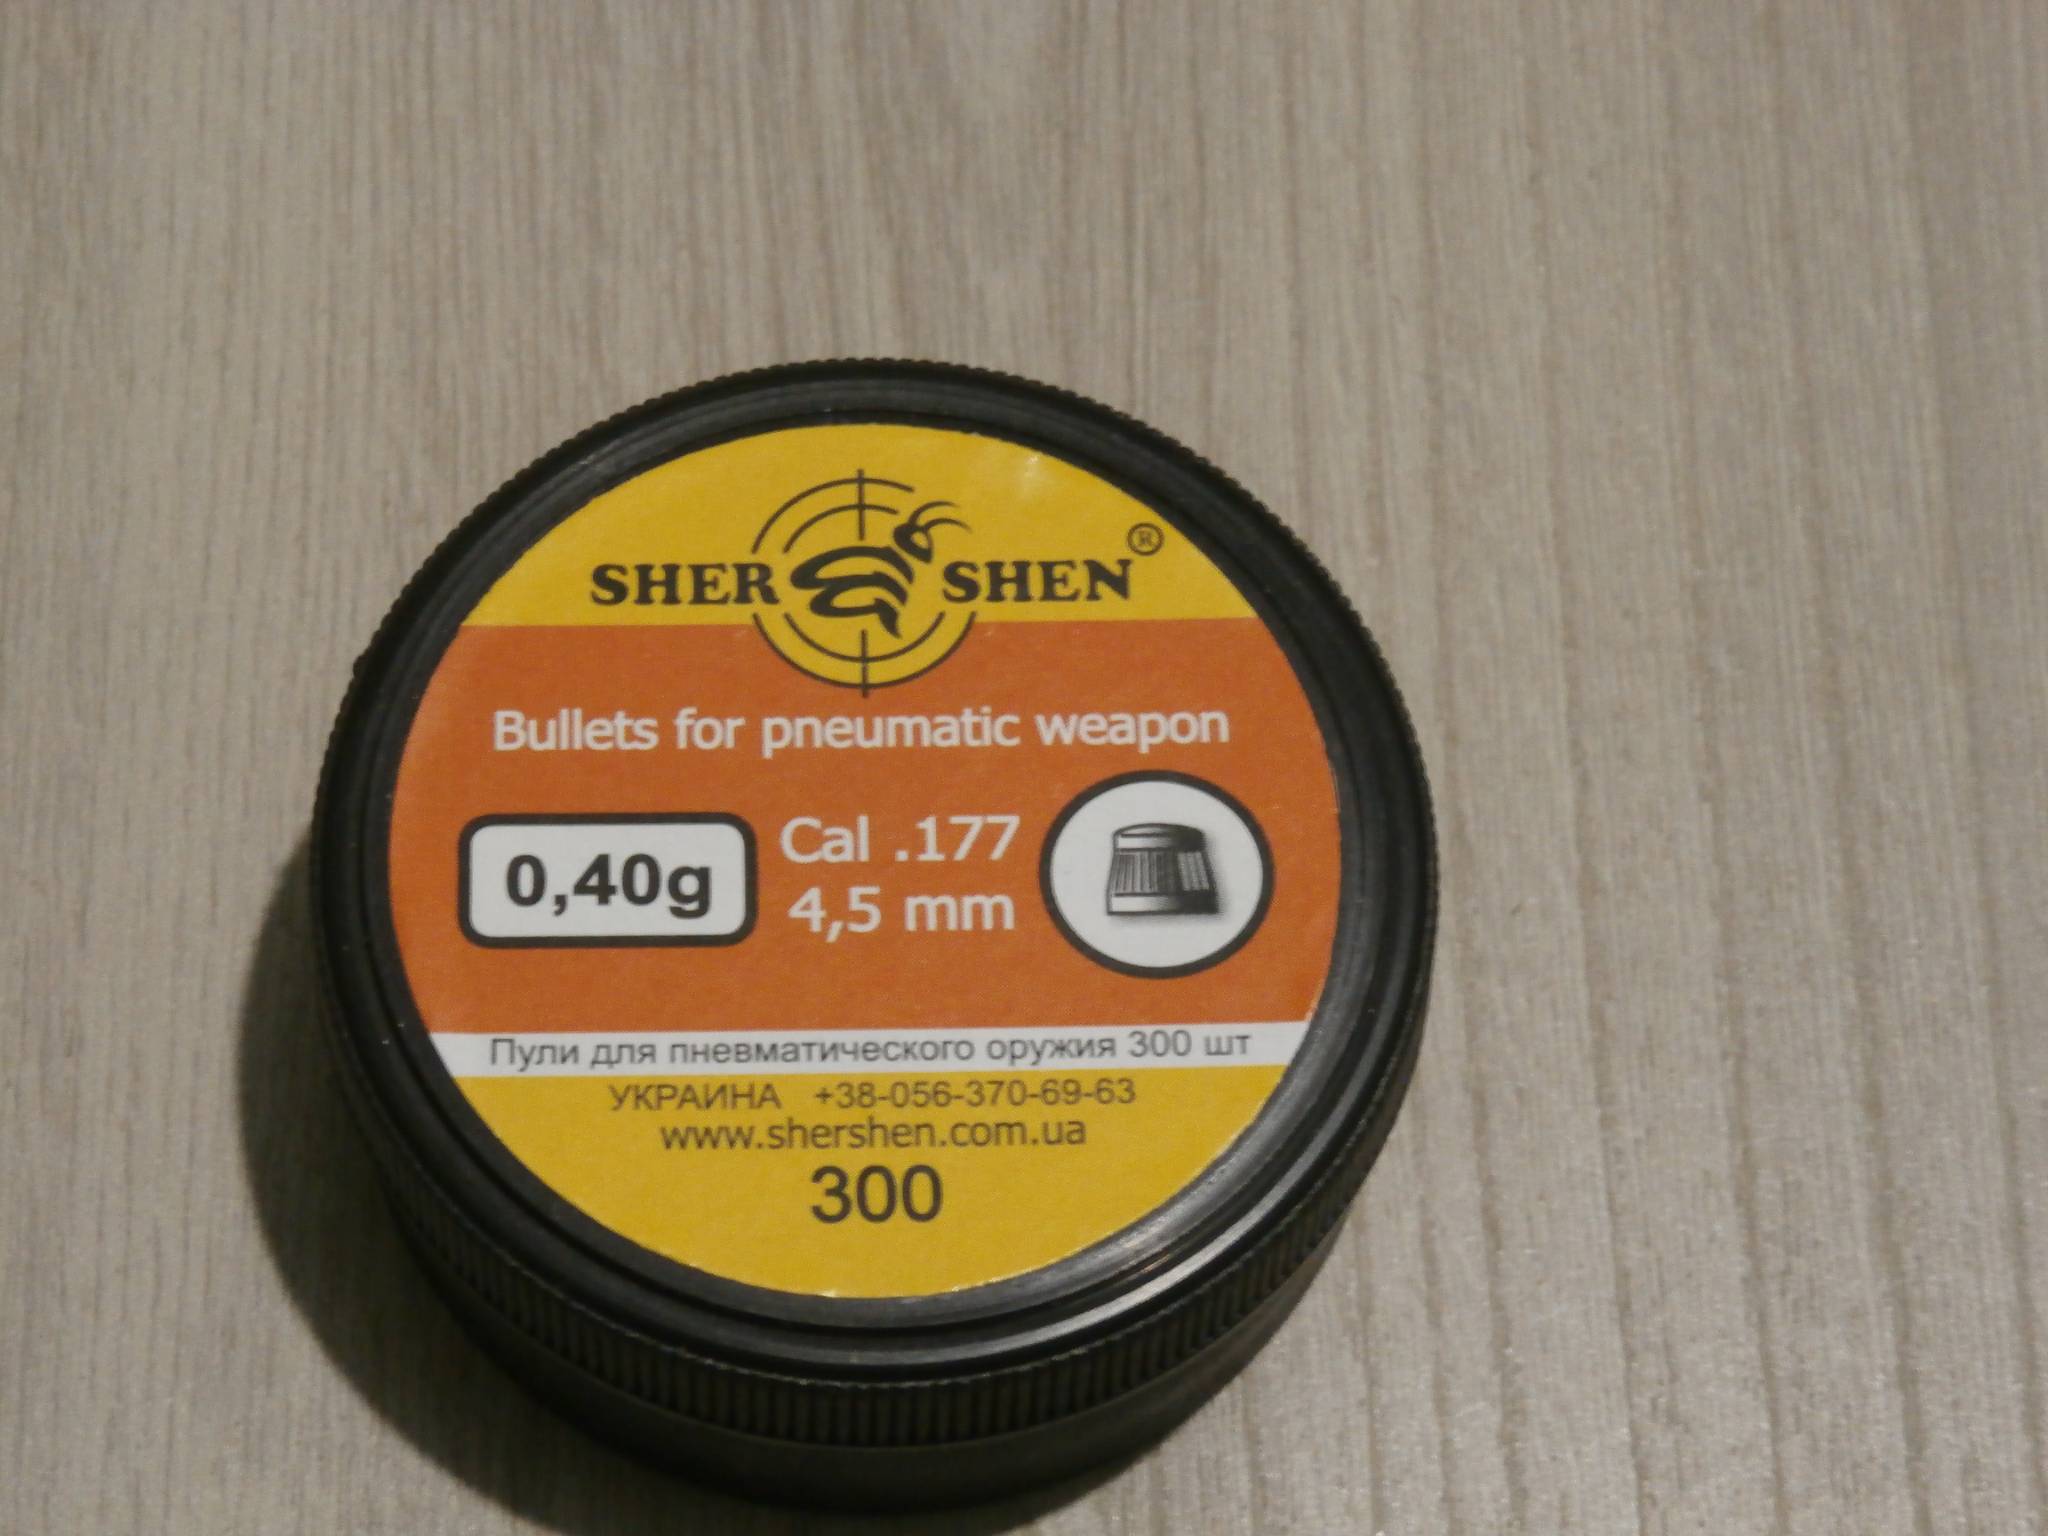 SHER SHEN ®
Bullets for pneumatic weapon
0,40g
Cal .177
4,5 mm
Пули для пневматического оружия 300 шт
УКРАИНА +38-056-370-69-63
www.shershen.com.ua
300